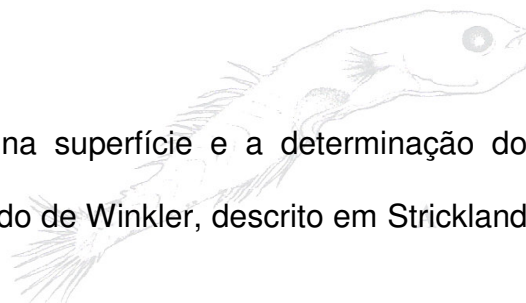 na superfície e a determinação do
do de Winkler, descrito em Strickland